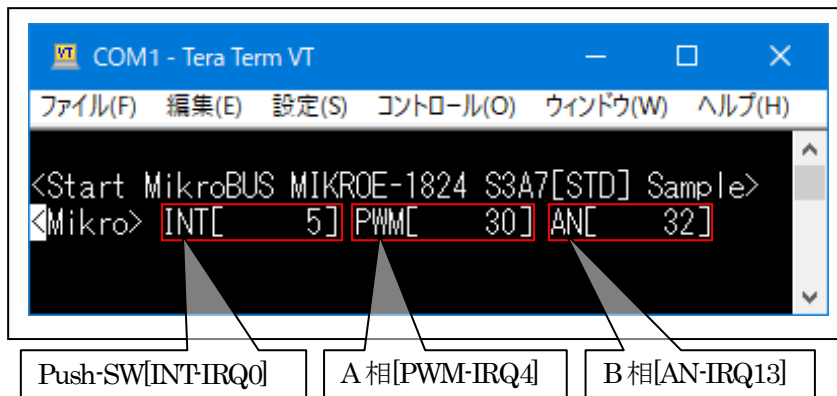 COM1 - Tera Term VT
ファイル(F) 編集(E) 設定(S) コントロール(O) ウィンドウ(W) ヘルプ(H)
<Start MikroBUS MIKROE-1824 S3A7[STD] Sample>
<Mikro> INT[ 5] PWM[ 30] AN[ 32]
Push-SW[INT-IRQ0] A相[PWM-IRQ4] B相[AN-IRQ13]